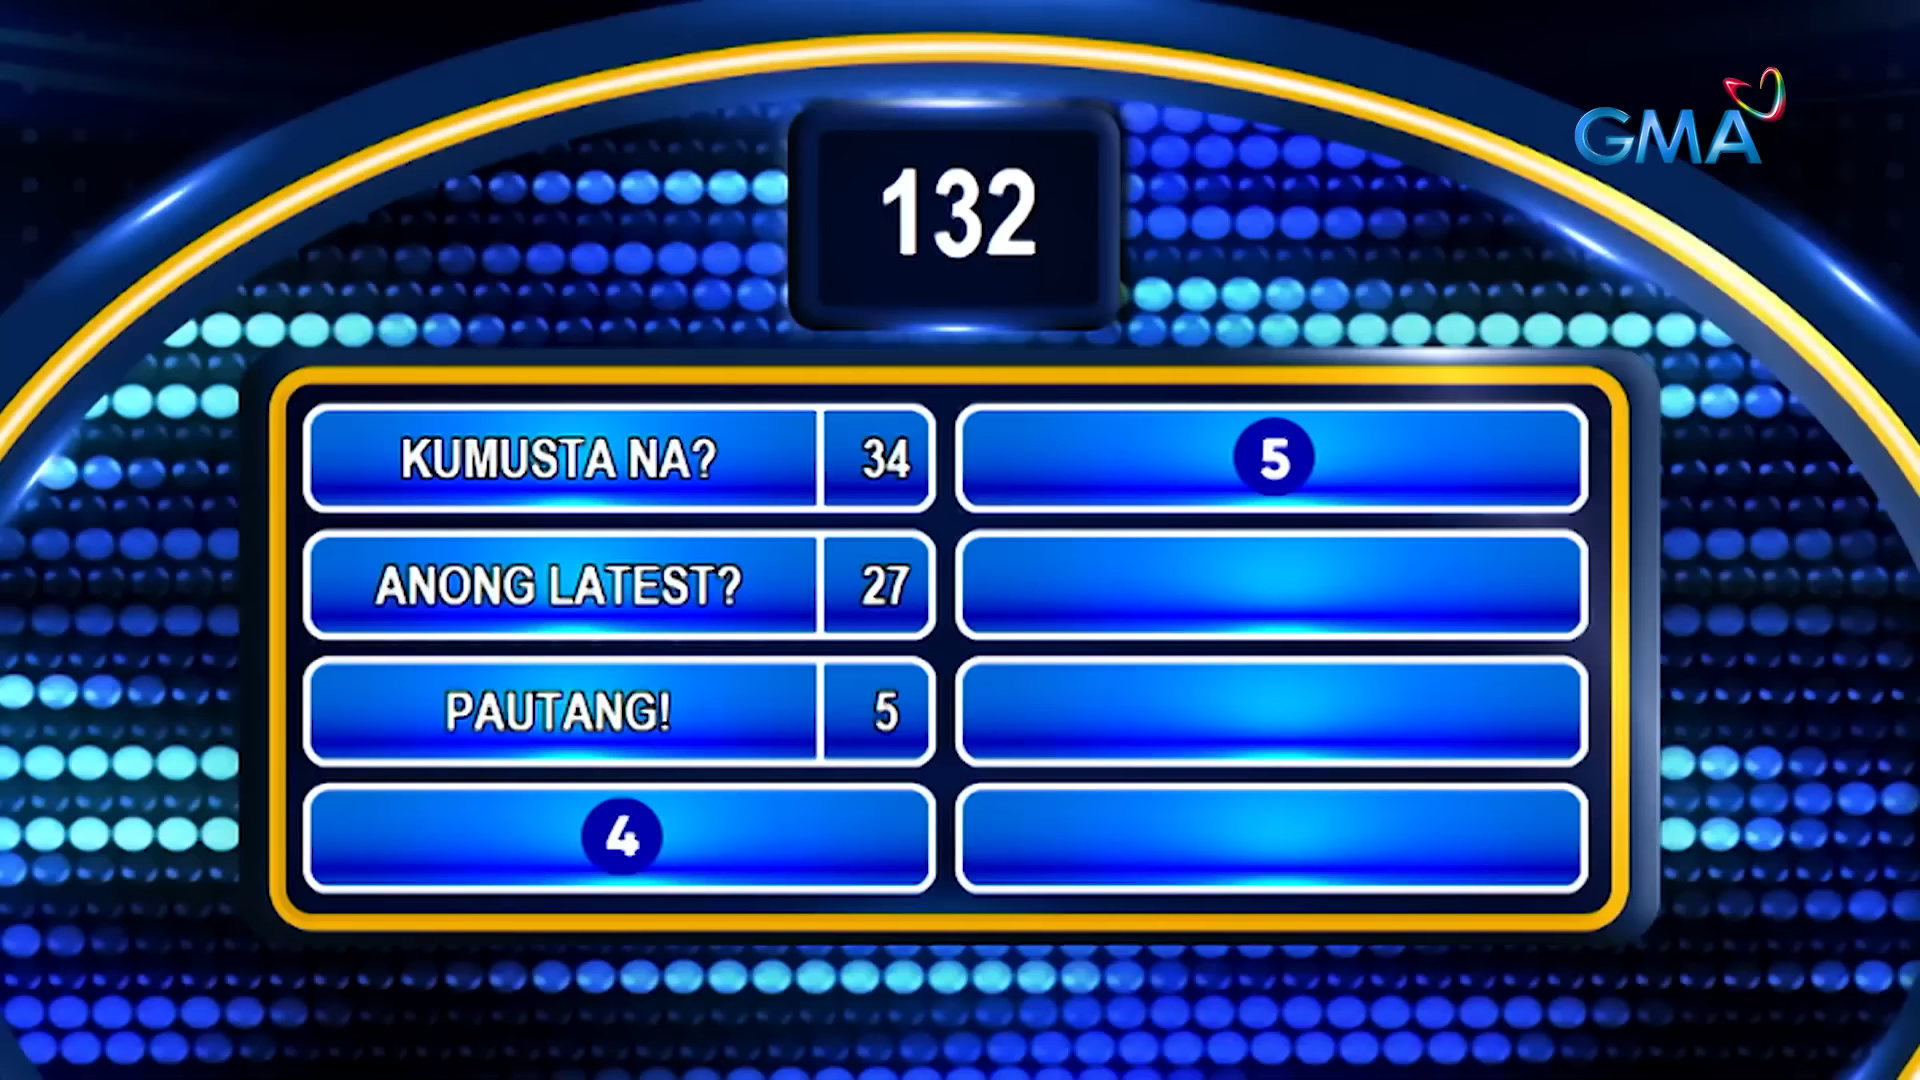 GMA
132
KUMUSTA NA? 34
5
ANONG LATEST? 27
PAUTANG! 5
4